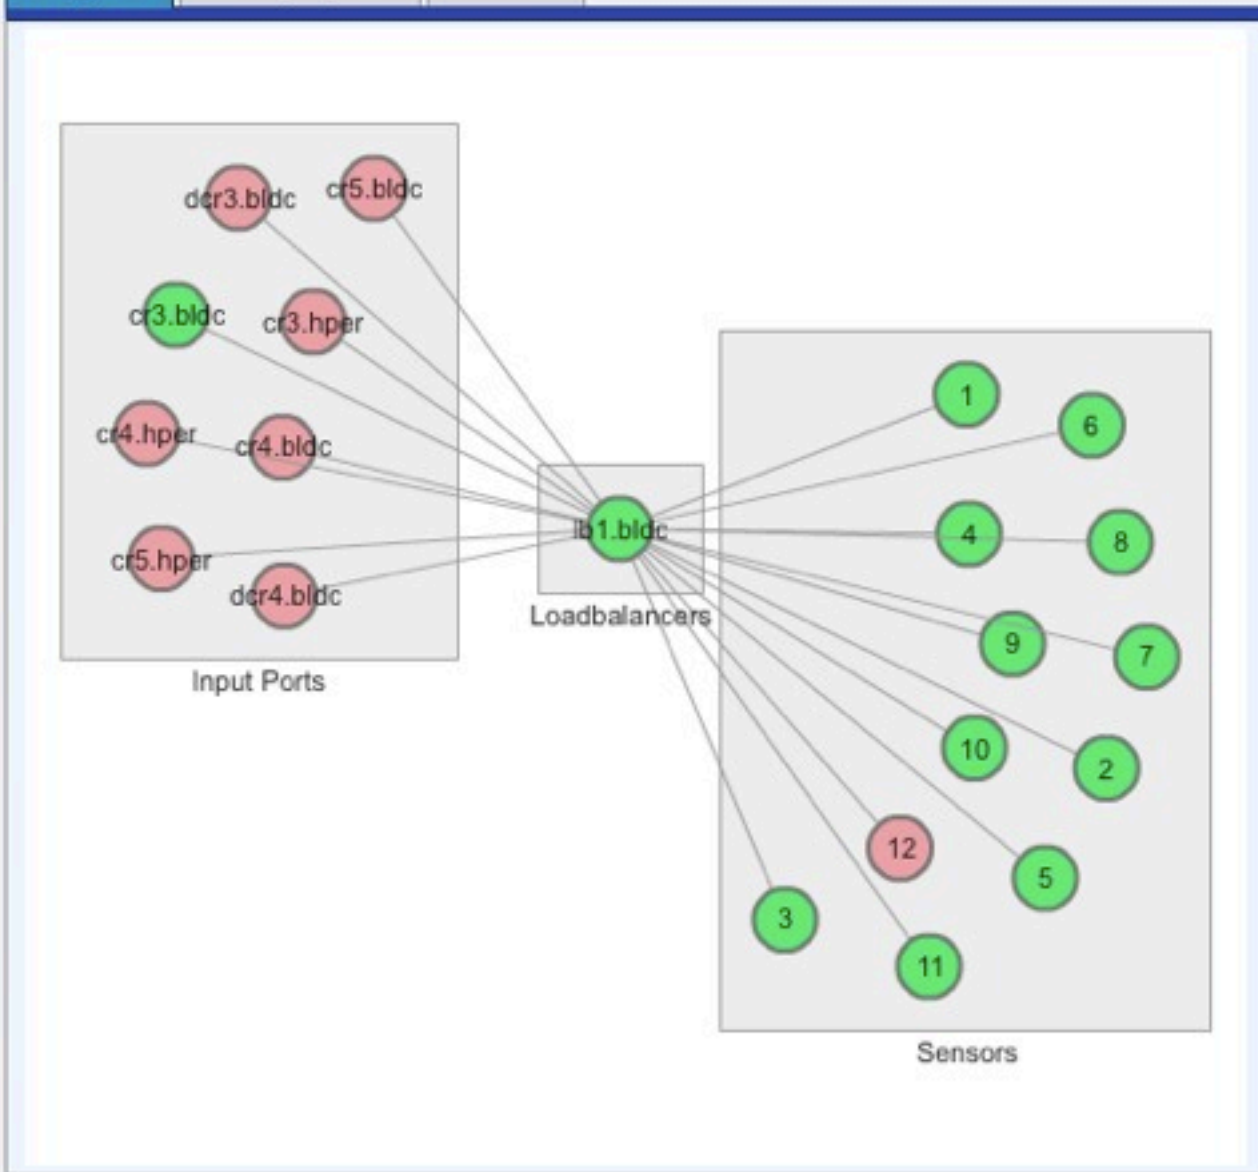 dcr3.bldc
cr5.bldc
cr3.bldc
cr3.hper
cr4.hper
cr4.bldc
cr5.hper
dcr4.bldc
Input Ports
lb1.bldc
Loadbalancers
1
6
4
8
9
7
10
2
12
5
3
11
Sensors